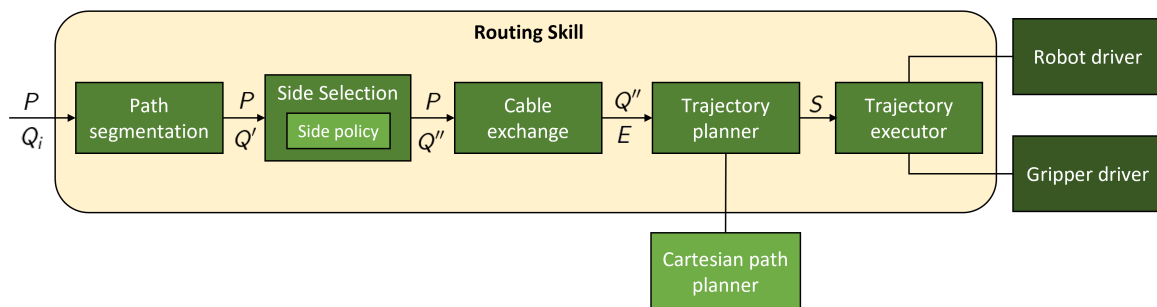 Routing Skill
P
Q_i
Path
segmentation
P
Q'
Side Selection
Side policy
P
Q''
Cable
exchange
Q''
E
Trajectory
planner
S
Trajectory
executor
Robot driver
Gripper driver
Cartesian path
planner